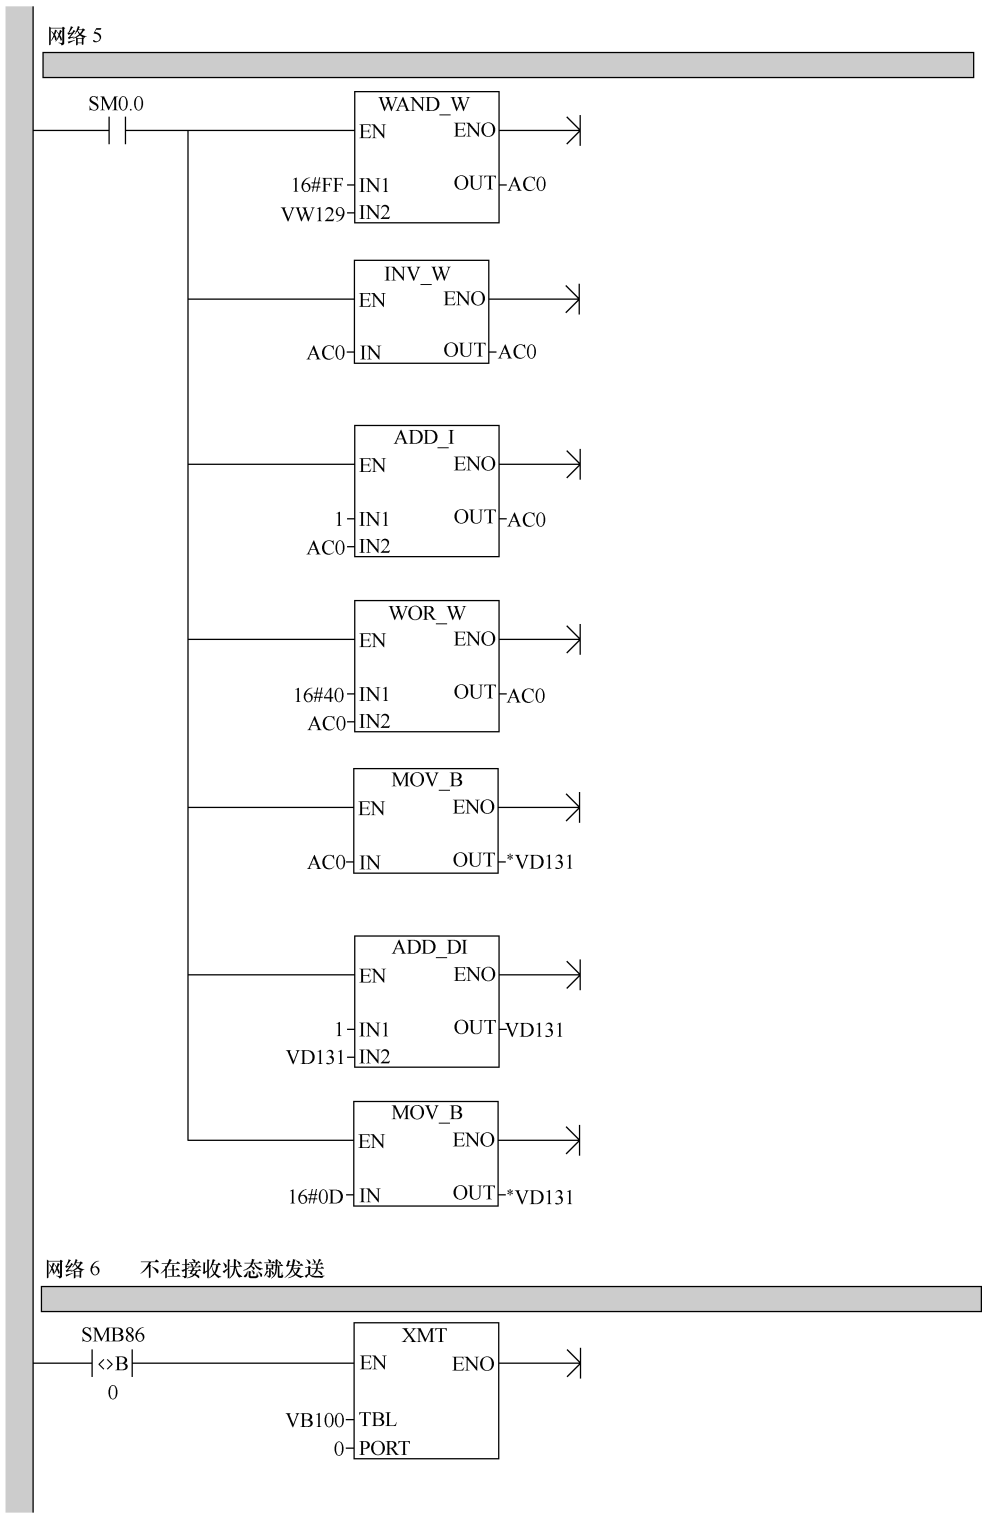 网络 5
SM0.0
WAND_W
EN ENO
16#FF IN1 OUT AC0
VW129 IN2
INV_W
EN ENO
AC0 IN OUT AC0
ADD_I
EN ENO
1 IN1 OUT AC0
AC0 IN2
WOR_W
EN ENO
16#40 IN1 OUT AC0
AC0 IN2
MOV_B
EN ENO
AC0 IN OUT *VD131
ADD_DI
EN ENO
1 IN1 OUT VD131
VD131 IN2
MOV_B
EN ENO
16#0D IN OUT *VD131
网络 6 不在接收状态就发送
SMB86
XMT
<>B EN ENO
0
VB100 TBL
0 PORT